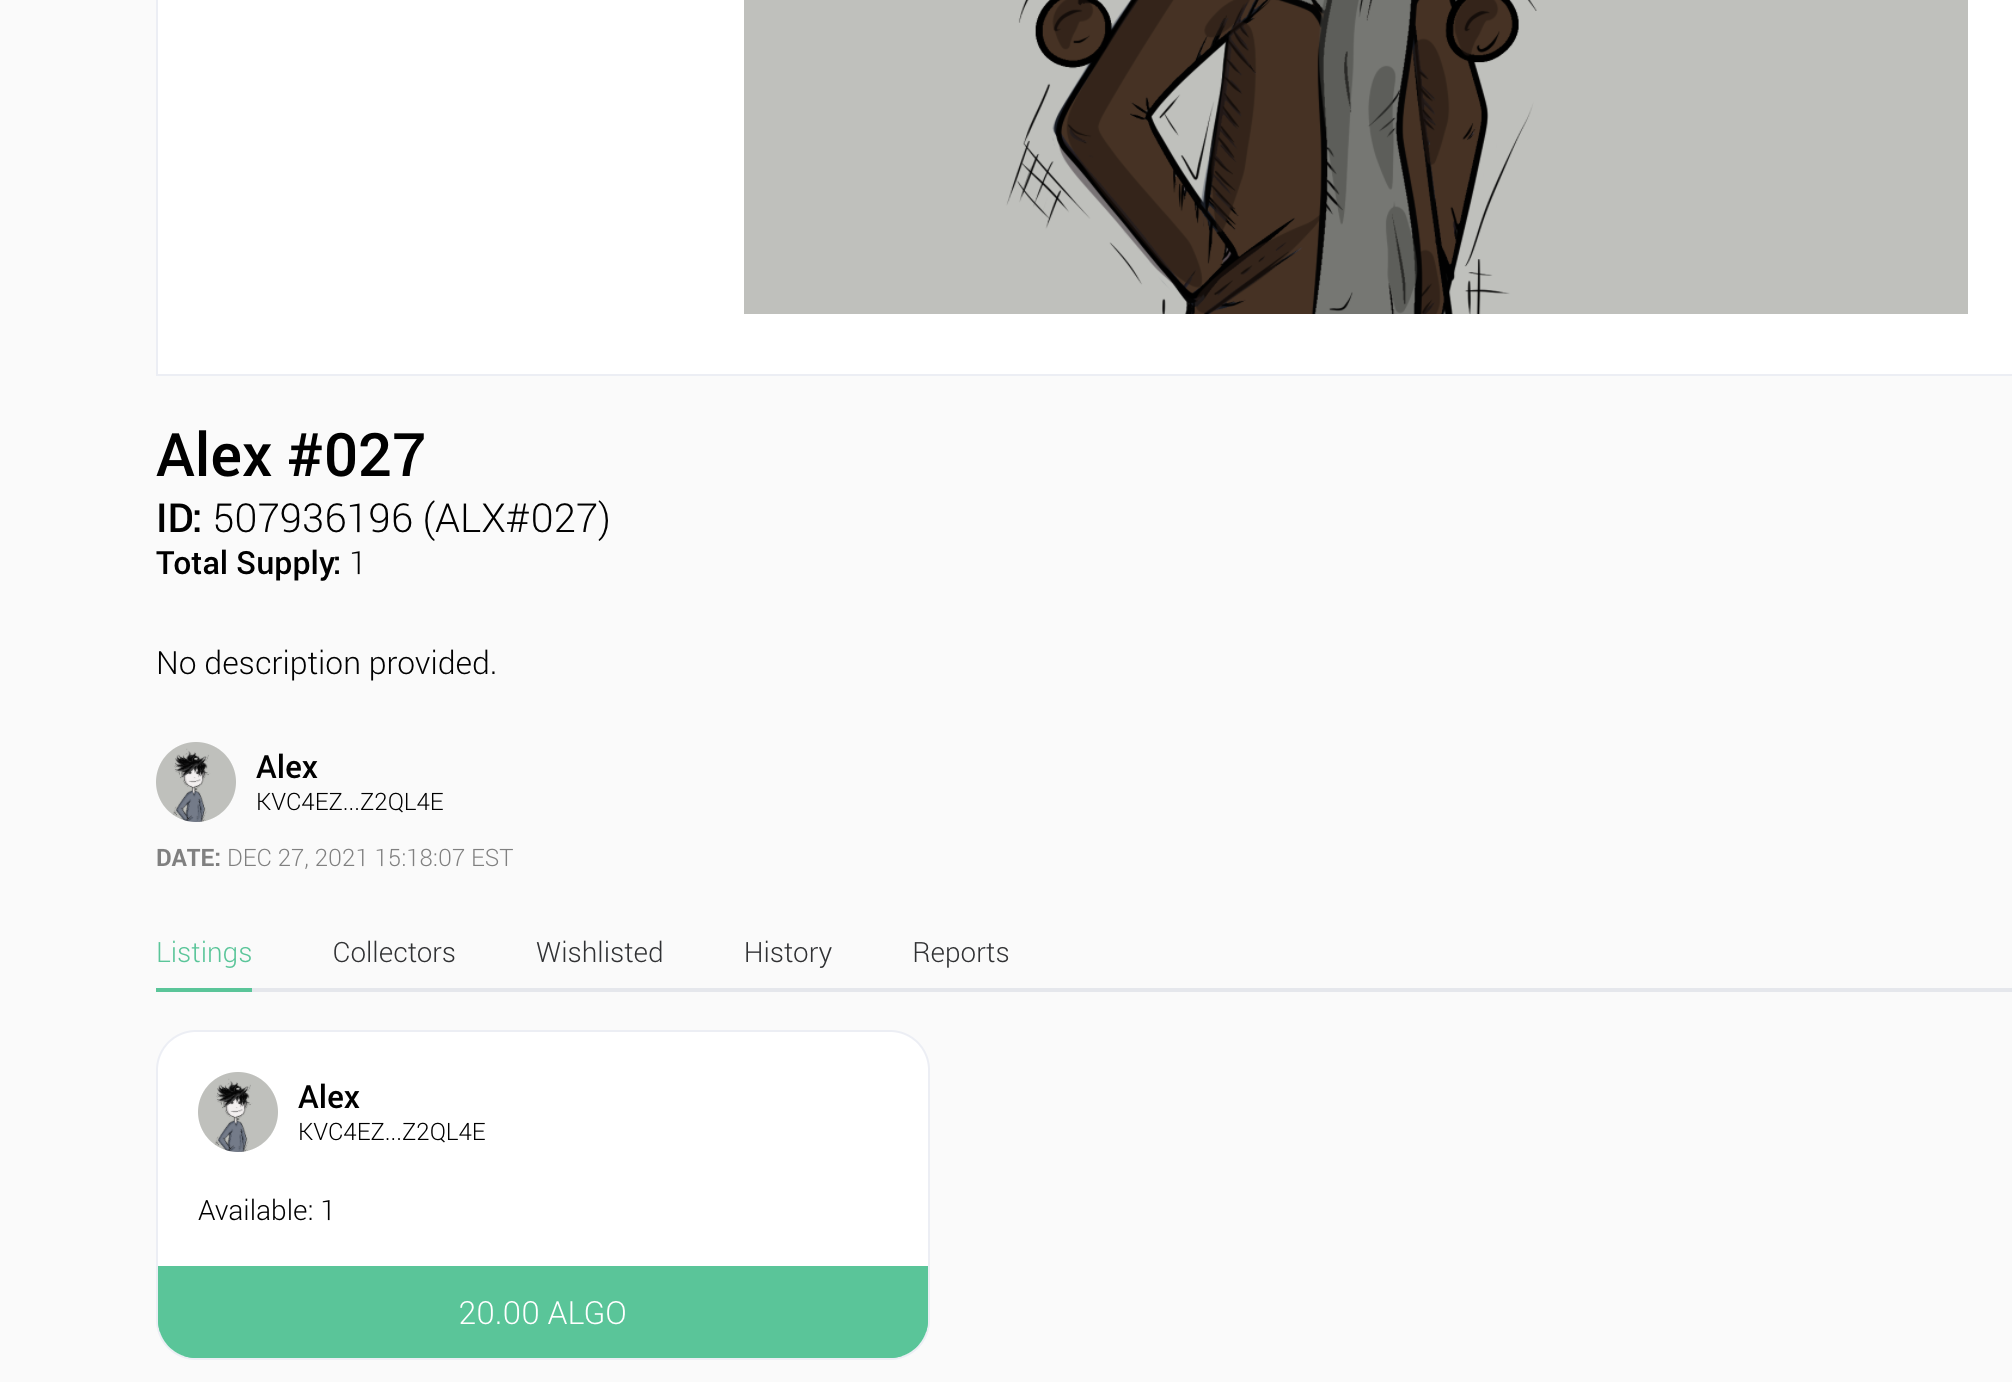 Alex #027
ID: 507936196 (ALX#027)
Total Supply: 1
No description provided.
Alex
KVC4EZ...Z2QL4E
DATE: DEC 27, 2021 15:18:07 EST
Listings Collectors Wishlisted History Reports
Alex
KVC4EZ...Z2QL4E
Available: 1
20.00 ALGO